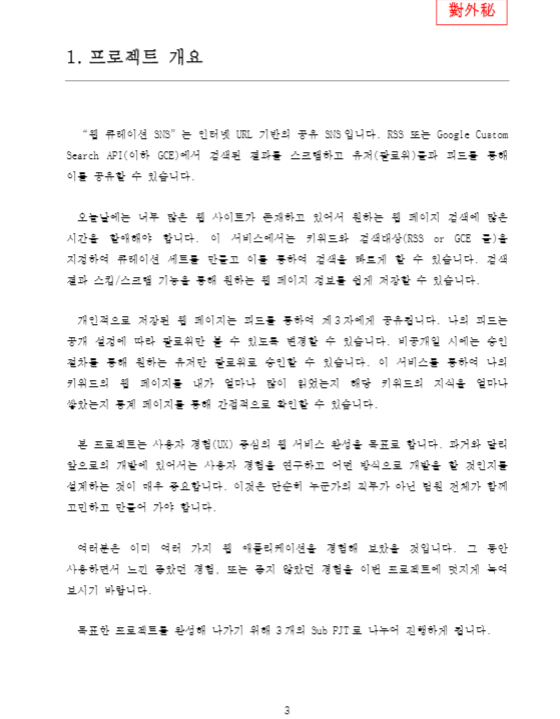 對外秘
1. 프로젝트 개요
“웹 큐레이션 SNS”는 인터넷 URL 기반의 공유 SNS입니다. RSS 또는 Google Custom
Search API(이하 GCE)에서 검색된 결과를 스크랩하고 유저(팔로워)들과 피드를 통해
이를 공유할 수 있습니다.
오늘날에는 너무 많은 웹 사이트가 존재하고 있어서 원하는 웹 페이지 검색에 많은
시간을 할애해야 합니다. 이 서비스에서는 키워드와 검색대상(RSS or GCE 룰)을
지정하여 큐레이션 세트를 만들고 이를 통하여 검색을 빠르게 할 수 있습니다. 검색
결과 스킵/스크랩 기능을 통해 원하는 웹 페이지 정보를 쉽게 저장할 수 있습니다.
개인적으로 저장된 웹 페이지는 피드를 통하여 제3자에게 공유됩니다. 나의 피드는
공개 설정에 따라 팔로워만 볼 수 있도록 변경할 수 있습니다. 비공개일 시에는 승인
절차를 통해 원하는 유저만 팔로워로 승인할 수 있습니다. 이 서비스를 통하여 나의
키워드의 웹 페이지를 내가 얼마나 많이 읽었는지 해당 키워드의 지식을 얼마나
쌓았는지 통계 페이지를 통해 간접적으로 확인할 수 있습니다.
본 프로젝트는 사용자 경험(UX) 중심의 웹 서비스 완성을 목표로 합니다. 과거와 달리
앞으로의 개발에 있어서는 사용자 경험을 연구하고 어떤 방식으로 개발을 할 것인지를
설계하는 것이 매우 중요합니다. 이것은 단순히 누군가의 직무가 아닌 팀원 전체가 함께
고민하고 만들어 가야 합니다.
여러분은 이미 여러 가지 웹 애플리케이션을 경험해 보았을 것입니다. 그 동안
사용하면서 느낀 좋았던 경험, 또는 좋지 않았던 경험을 이번 프로젝트에 멋지게 녹여
보시기 바랍니다.
목표한 프로젝트를 완성해 나가기 위해 3개의 Sub PJT로 나누어 진행하게 됩니다.
3